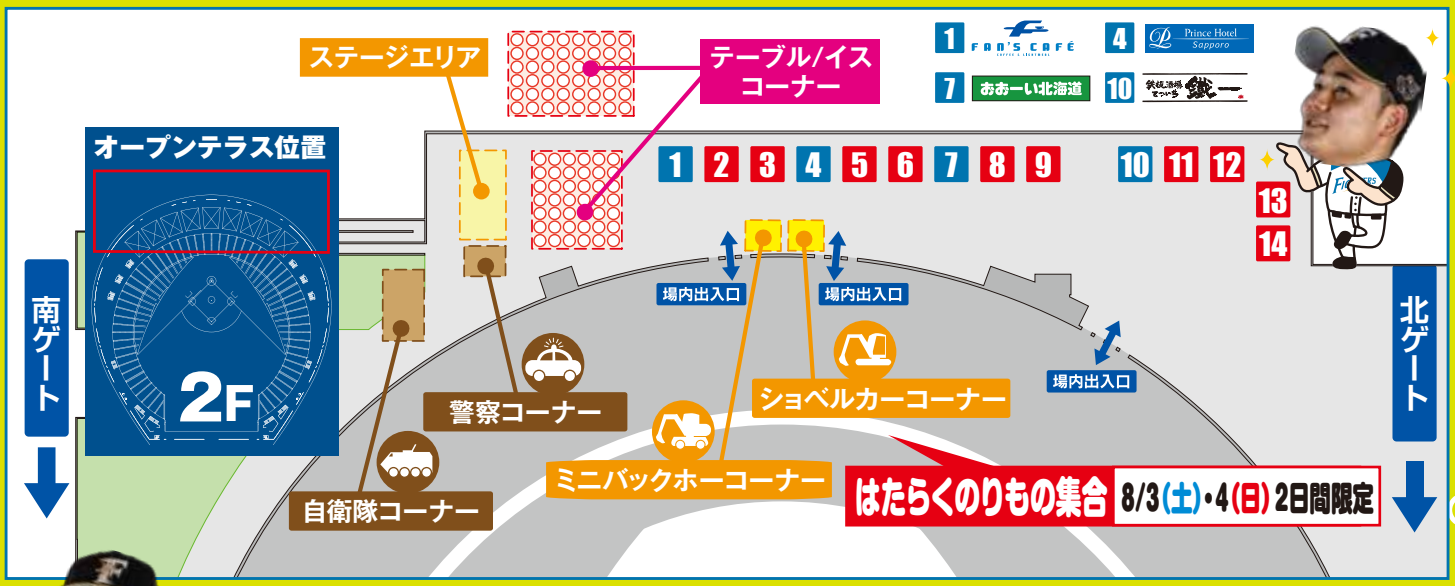 ステージエリア
テーブル/イス
コーナー
1 FAN'S CAFÉ
4 Prince Hotel
Sapporo
7 おおーい北海道
10 鉄板酒場
てついち 鐵一
オープンテラス位置
2F
1 2 3 4 5 6 7 8 9 10 11 12
13
14
場内出入口
場内出入口
場内出入口
南ゲート
北ゲート
警察コーナー
自衛隊コーナー
ショベルカーコーナー
ミニバックホーコーナー
はたらくのりもの集合 8/3(土)・4(日) 2日間限定
F